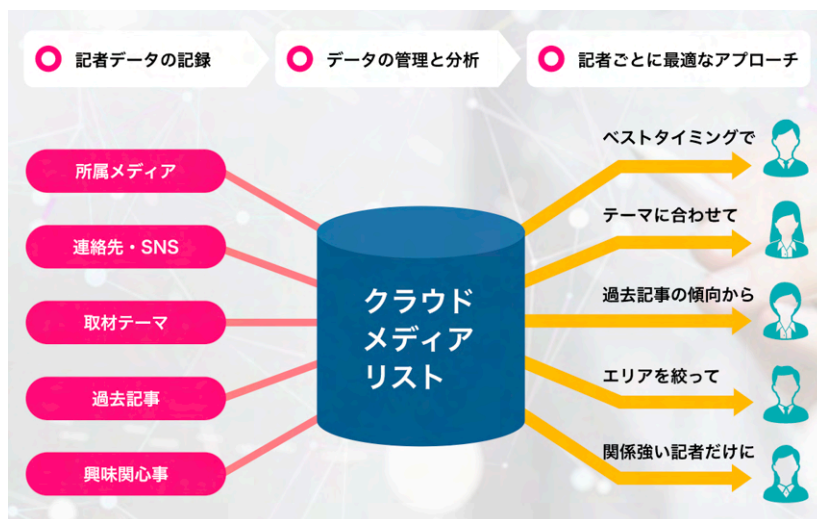 記者データの記録
データの管理と分析
記者ごとに最適なアプローチ
所属メディア
連絡先・SNS
取材テーマ
過去記事
興味関心事
クラウド
メディア
リスト
ベストタイミングで
テーマに合わせて
過去記事の傾向から
エリアを絞って
関係強い記者だけに